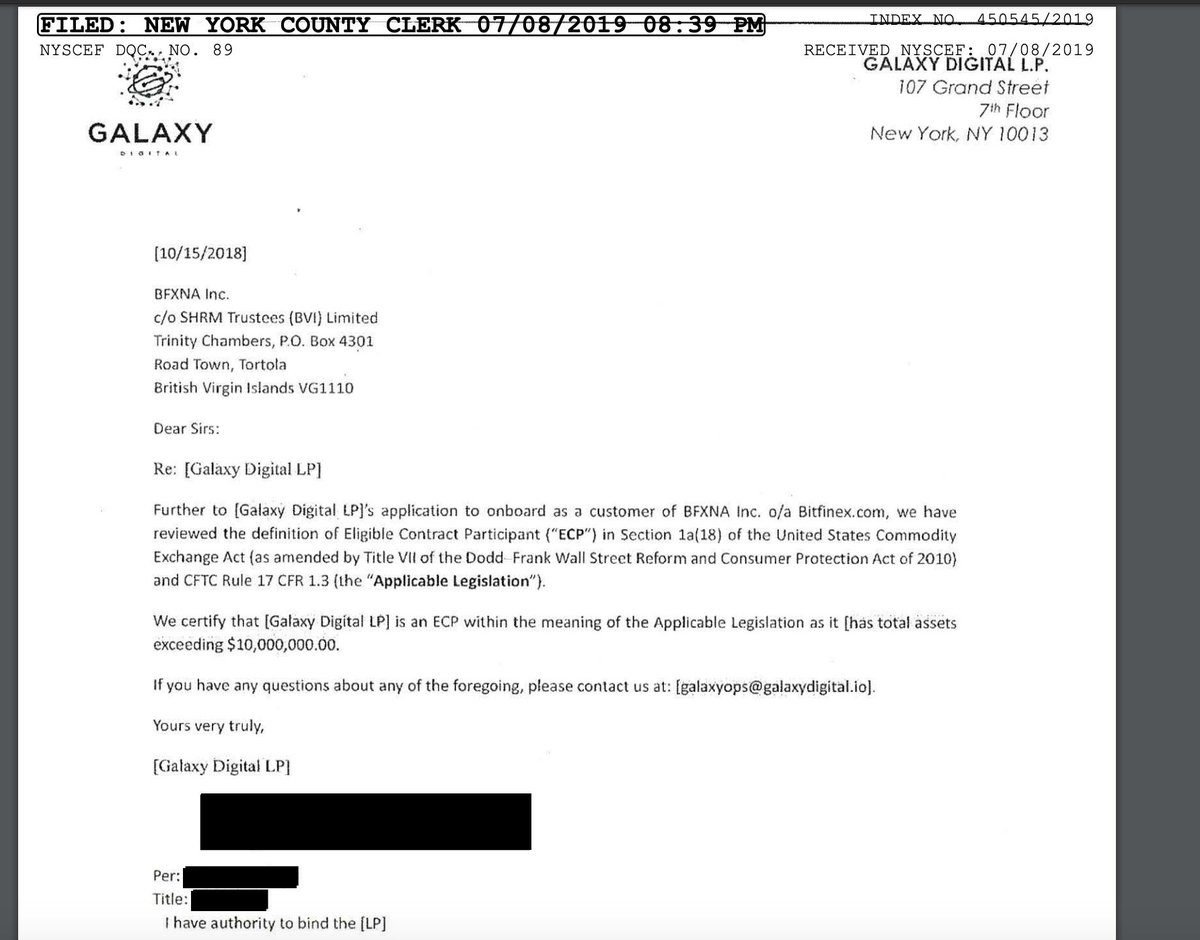 FILED: NEW YORK COUNTY CLERK 07/08/2019 08:39 PM
INDEX NO. 450545/2019
NYSCEF DOC. NO. 89
RECEIVED NYSCEF: 07/08/2019
GALAXY DIGITAL L.P.
107 Grand Street
7th Floor
New York, NY 10013
GALAXY
DIGITAL
[10/15/2018]
BFXNA Inc.
c/o SHRM Trustees (BVI) Limited
Trinity Chambers, P.O. Box 4301
Road Town, Tortola
British Virgin Islands VG1110
Dear Sirs:
Re: [Galaxy Digital LP]
Further to [Galaxy Digital LP]'s application to onboard as a customer of BFXNA Inc. o/a Bitfinex.com, we have
reviewed the definition of Eligible Contract Participant ("ECP") in Section 1a(18) of the United States Commodity
Exchange Act (as amended by Title VII of the Dodd-Frank Wall Street Reform and Consumer Protection Act of 2010)
and CFTC Rule 17 CFR 1.3 (the "Applicable Legislation").
We certify that [Galaxy Digital LP] is an ECP within the meaning of the Applicable Legislation as it [has total assets
exceeding $10,000,000.00.
If you have any questions about any of the foregoing, please contact us at: [galaxyops@galaxydigital.io].
Yours very truly,
[Galaxy Digital LP]
Per:
Title:
I have authority to bind the [LP]